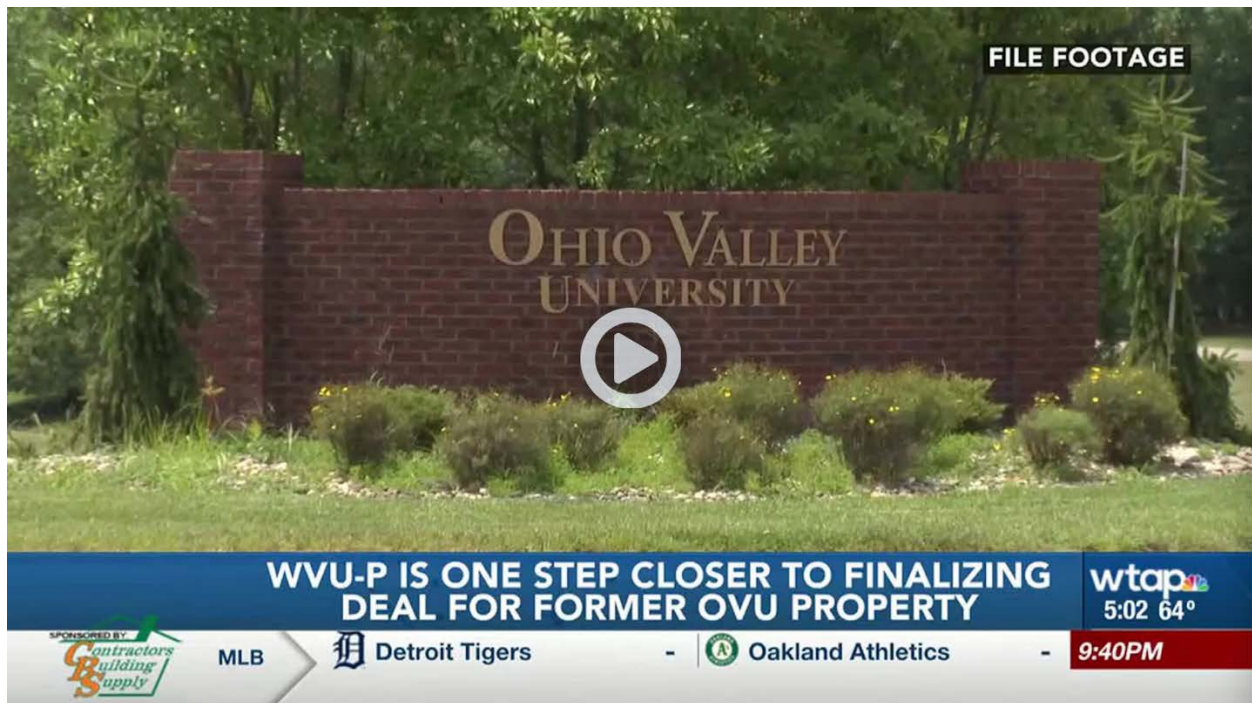 FILE FOOTAGE
OHIO VALLEY
UNIVERSITY
WVU-P IS ONE STEP CLOSER TO FINALIZING
DEAL FOR FORMER OVU PROPERTY
wtap
5:02 64°
SPONSORED BY:
Contractors
Building
Supply
MLB
D Detroit Tigers -
A's Oakland Athletics -
9:40PM